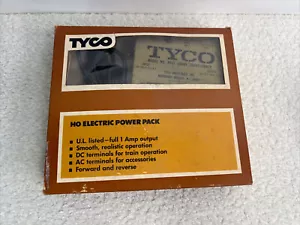 TYCO
TYCO
HO ELECTRIC POWER PACK
■ U.L. listed—full 1 Amp output
■ Smooth, realistic operation
■ DC terminals for train operation
■ AC terminals for accessories
■ Forward and reverse